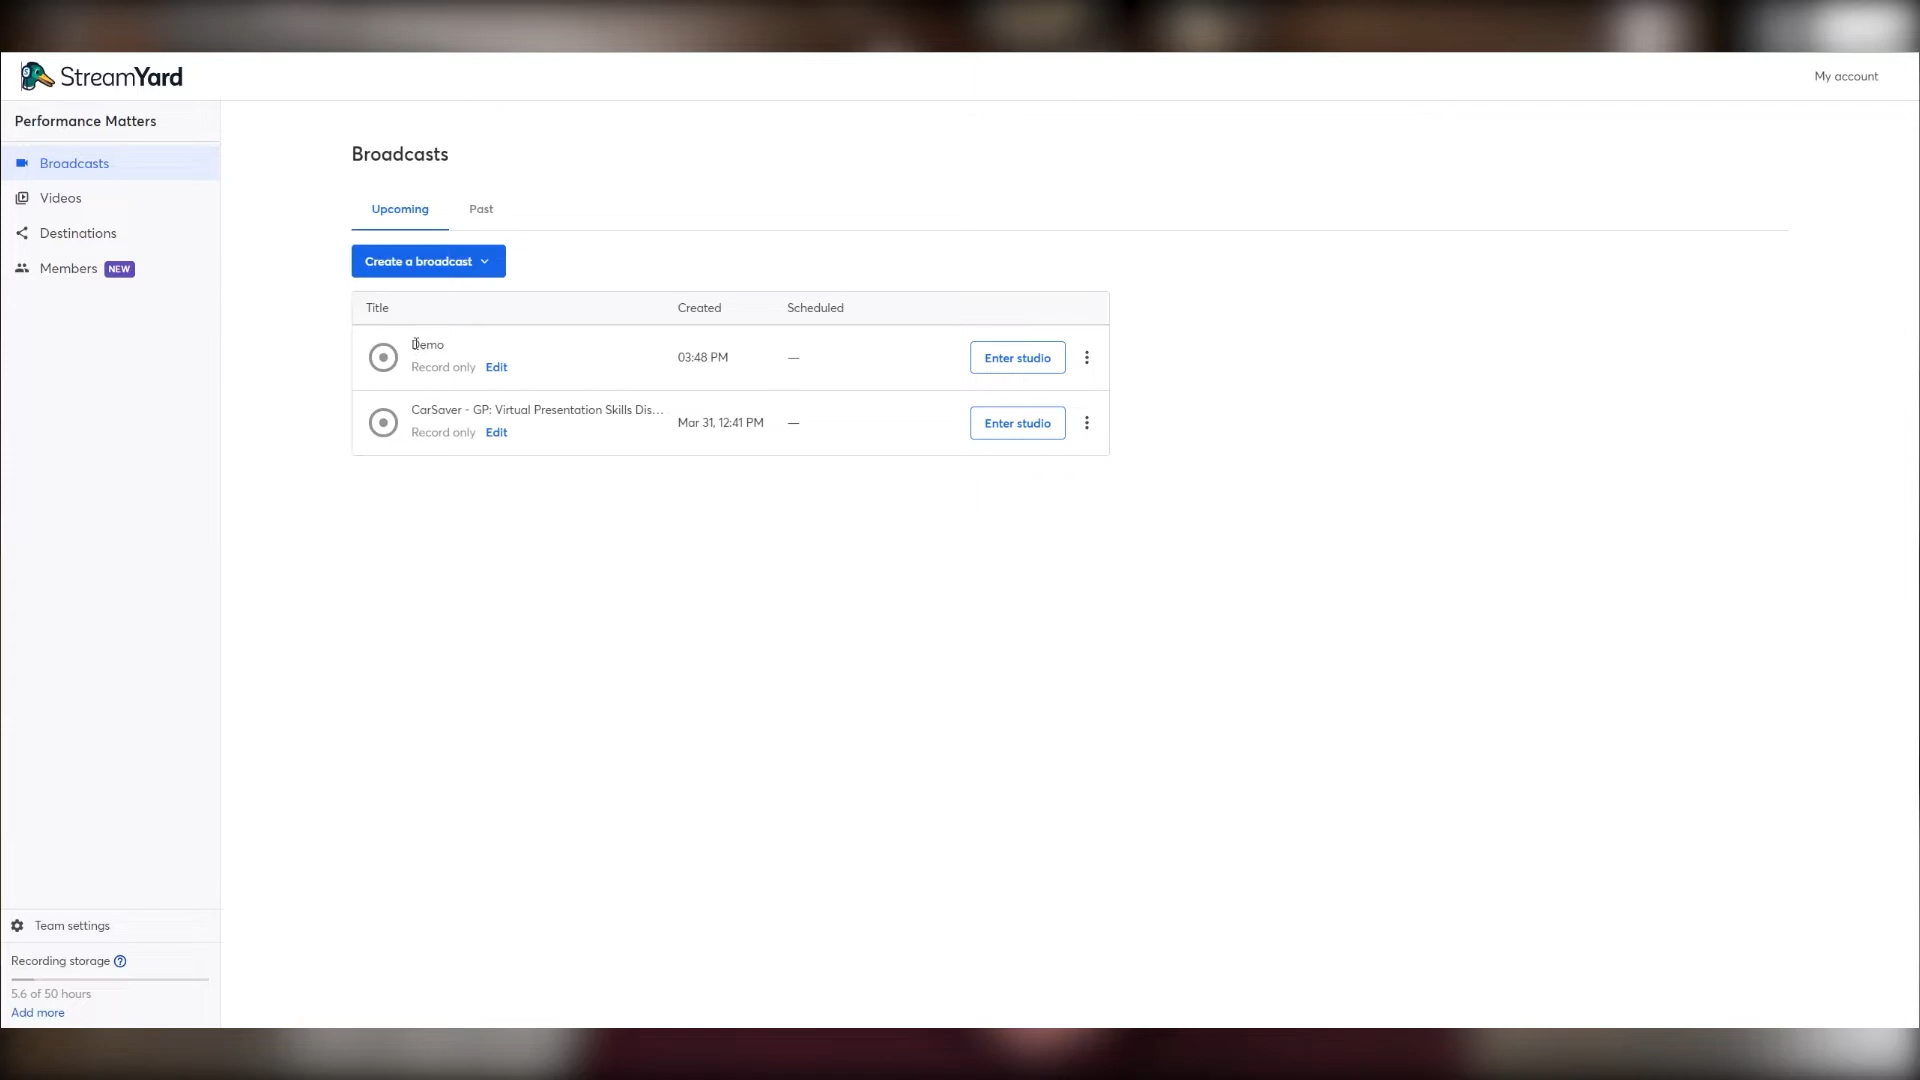 StreamYard
My account
Performance Matters
Broadcasts
Videos
Destinations
Members NEW
Broadcasts
Upcoming Past
Create a broadcast
Title Created Scheduled
Demo
Record only Edit
03:48 PM — Enter studio
CarSaver - GP: Virtual Presentation Skills Dis...
Record only Edit
Mar 31, 12:41 PM — Enter studio
Team settings
Recording storage ?
5.6 of 50 hours
Add more